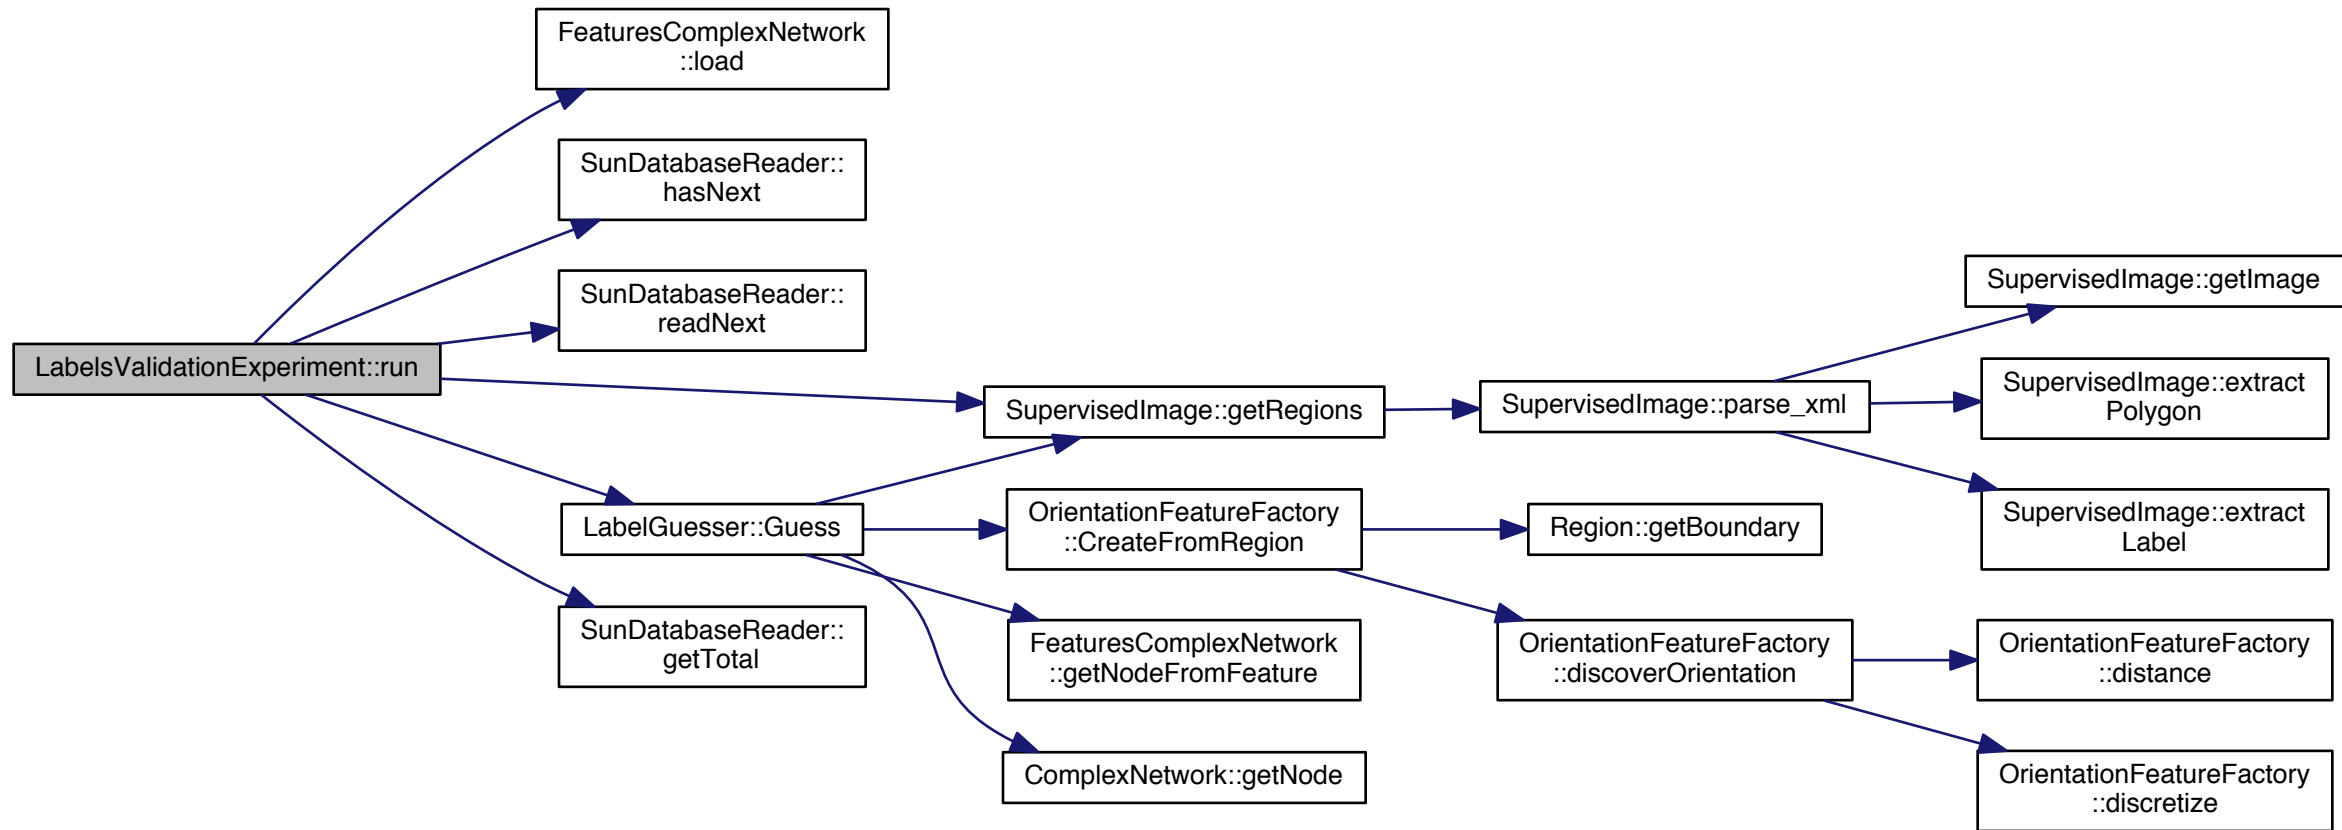 FeaturesComplexNetwork
::load
SunDatabaseReader::
hasNext
SunDatabaseReader::
readNext
LabelsValidationExperiment::run
SupervisedImage::getRegions
LabelGuesser::Guess
SunDatabaseReader::
getTotal
OrientationFeatureFactory
::CreateFromRegion
FeaturesComplexNetwork
::getNodeFromFeature
ComplexNetwork::getNode
SupervisedImage::parse_xml
Region::getBoundary
OrientationFeatureFactory
::discoverOrientation
SupervisedImage::getImage
SupervisedImage::extract
Polygon
SupervisedImage::extract
Label
OrientationFeatureFactory
::distance
OrientationFeatureFactory
::discretize